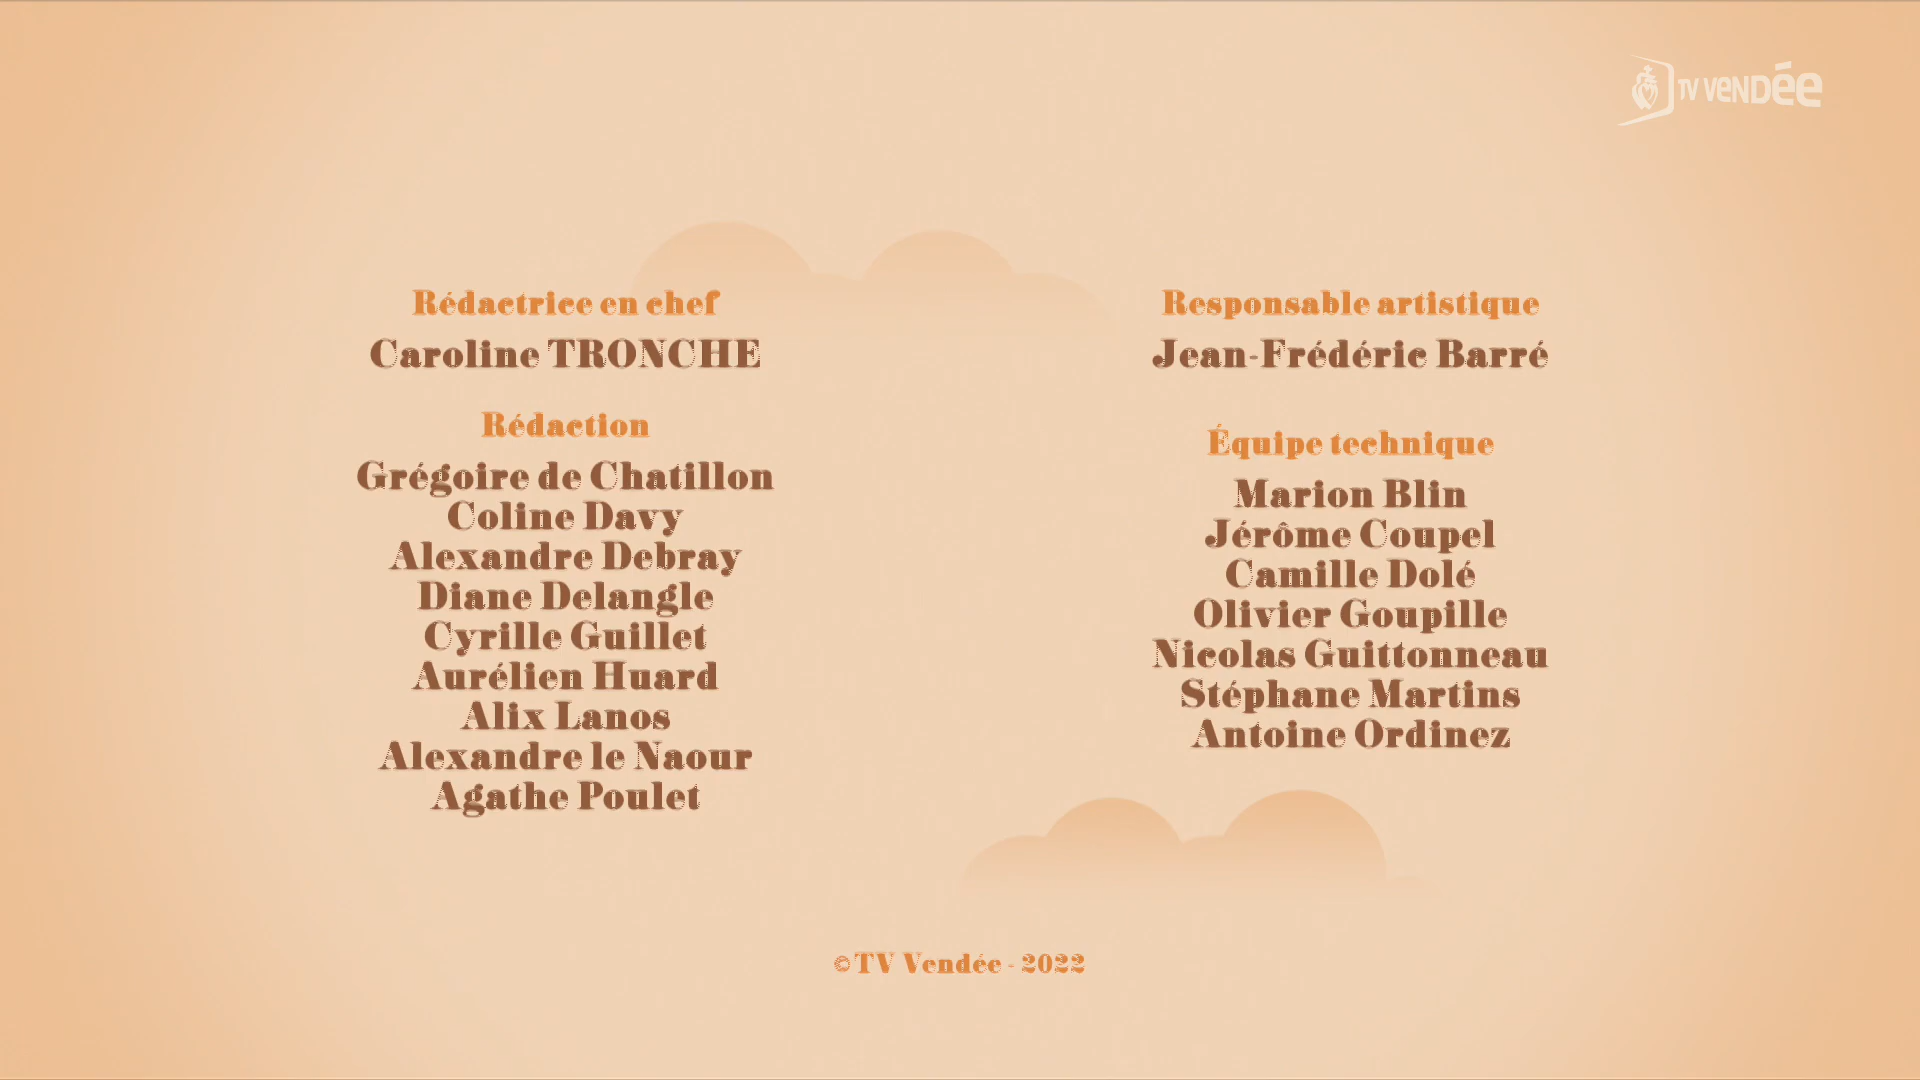 TV VENDÉE
Rédactrice en chef
Caroline TRONCHE
Rédaction
Grégoire de Chatillon
Coline Davy
Alexandre Debray
Diane Delangle
Cyrille Guillet
Aurélien Huard
Alix Lanos
Alexandre le Naour
Agathe Poulet
Responsable artistique
Jean-Frédéric Barré
Équipe technique
Marion Blin
Jérôme Coupel
Camille Dolé
Olivier Goupille
Nicolas Guittonneau
Stéphane Martins
Antoine Ordinez
©TV Vendée - 2022